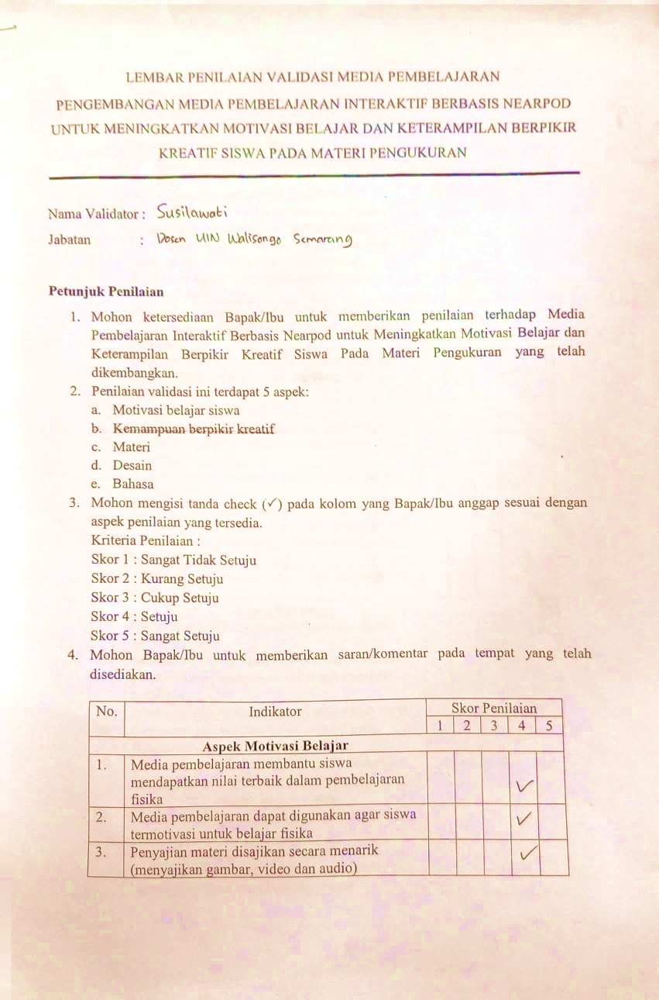 LEMBAR PENILAIAN VALIDASI MEDIA PEMBELAJARAN
PENGEMBANGAN MEDIA PEMBELAJARAN INTERAKTIF BERBASIS NEARPOD
UNTUK MENINGKATKAN MOTIVASI BELAJAR DAN KETERAMPILAN BERPIKIR
KREATIF SISWA PADA MATERI PENGUKURAN
Nama Validator : Susilawati
Jabatan : Dosen UIN Walisongo Semarang
Petunjuk Penilaian
1. Mohon ketersediaan Bapak/Ibu untuk memberikan penilaian terhadap Media
Pembelajaran Interaktif Berbasis Nearpod untuk Meningkatkan Motivasi Belajar dan
Keterampilan Berpikir Kreatif Siswa Pada Materi Pengukuran yang telah
dikembangkan.
2. Penilaian validasi ini terdapat 5 aspek:
a. Motivasi belajar siswa
b. Kemampuan berpikir kreatif
c. Materi
d. Desain
e. Bahasa
3. Mohon mengisi tanda check (✓) pada kolom yang Bapak/Ibu anggap sesuai dengan
aspek penilaian yang tersedia.
Kriteria Penilaian :
Skor 1 : Sangat Tidak Setuju
Skor 2 : Kurang Setuju
Skor 3 : Cukup Setuju
Skor 4 : Setuju
Skor 5 : Sangat Setuju
4. Mohon Bapak/Ibu untuk memberikan saran/komentar pada tempat yang telah
disediakan.
No. Indikator Skor Penilaian
1 2 3 4 5
Aspek Motivasi Belajar
1. Media pembelajaran membantu siswa
mendapatkan nilai terbaik dalam pembelajaran ✓
fisika
2. Media pembelajaran dapat digunakan agar siswa ✓
termotivasi untuk belajar fisika
3. Penyajian materi disajikan secara menarik ✓
(menyajikan gambar, video dan audio)